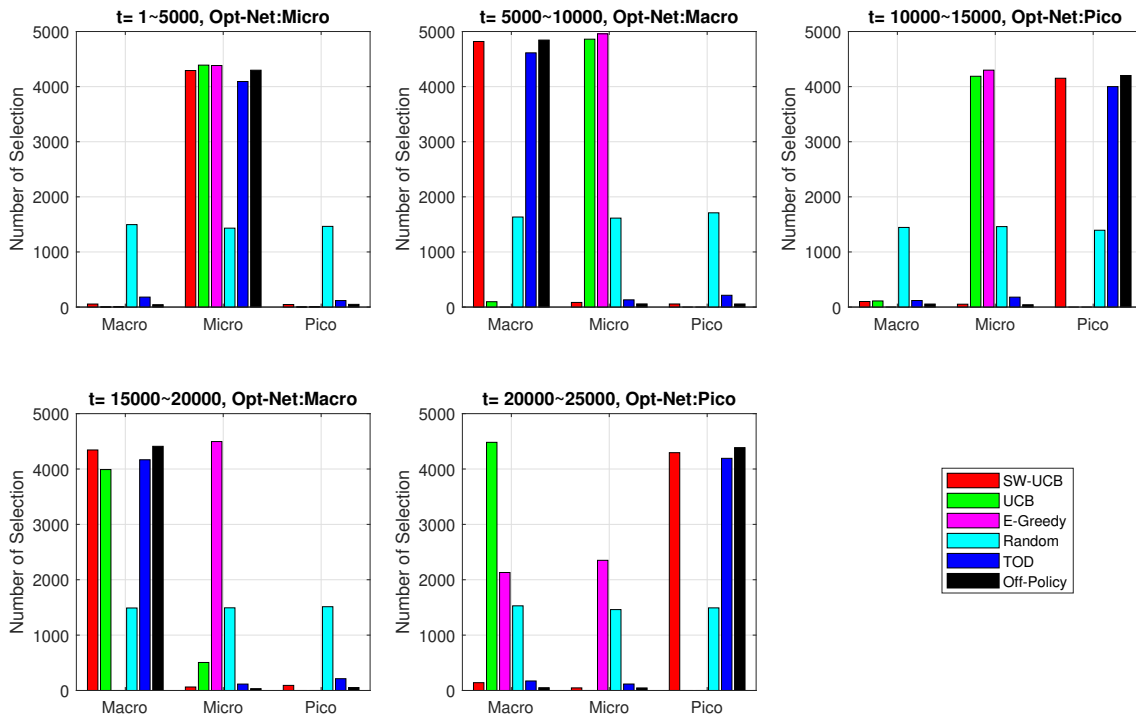 t= 1~5000, Opt-Net:Micro
Number of Selection
5000
4000
3000
2000
1000
0
Macro Micro Pico
t= 5000~10000, Opt-Net:Macro
Number of Selection
5000
4000
3000
2000
1000
0
Macro Micro Pico
t= 10000~15000, Opt-Net:Pico
Number of Selection
5000
4000
3000
2000
1000
0
Macro Micro Pico
t= 15000~20000, Opt-Net:Macro
Number of Selection
5000
4000
3000
2000
1000
0
Macro Micro Pico
t= 20000~25000, Opt-Net:Pico
Number of Selection
5000
4000
3000
2000
1000
0
Macro Micro Pico
SW-UCB
UCB
E-Greedy
Random
TOD
Off-Policy